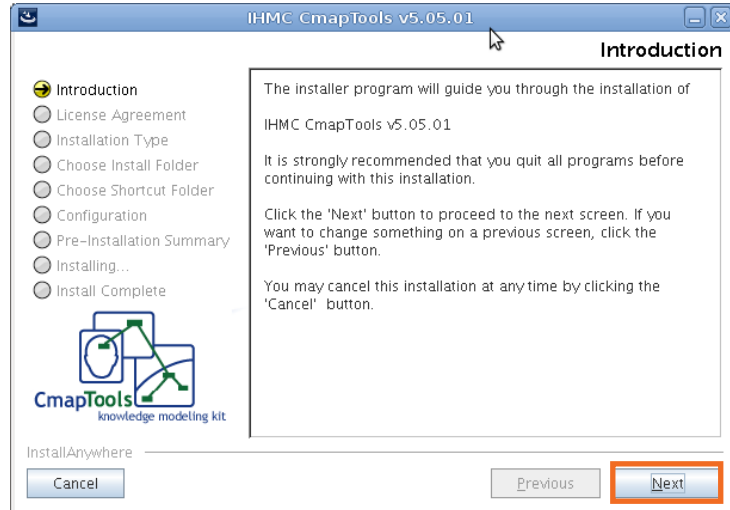 IHMC CmapTools v5.05.01
Introduction
Introduction
License Agreement
Installation Type
Choose Install Folder
Choose Shortcut Folder
Configuration
Pre-Installation Summary
Installing...
Install Complete
CmapTools
knowledge modeling kit
The installer program will guide you through the installation of
IHMC CmapTools v5.05.01
It is strongly recommended that you quit all programs before
continuing with this installation.
Click the 'Next' button to proceed to the next screen. If you
want to change something on a previous screen, click the
'Previous' button.
You may cancel this installation at any time by clicking the
'Cancel' button.
InstallAnywhere
Cancel
Previous
Next